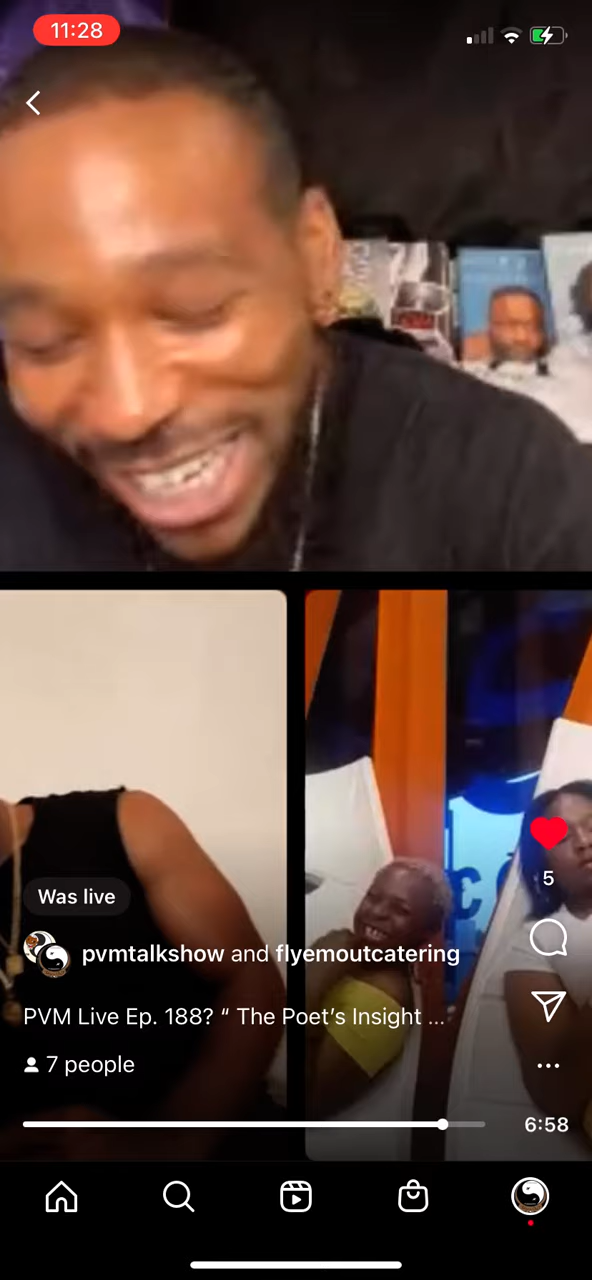 11:28
Was live
pvmtalkshow and flyemoutcatering
PVM Live Ep. 188? “ The Poet’s Insight ...
7 people
5
6:58